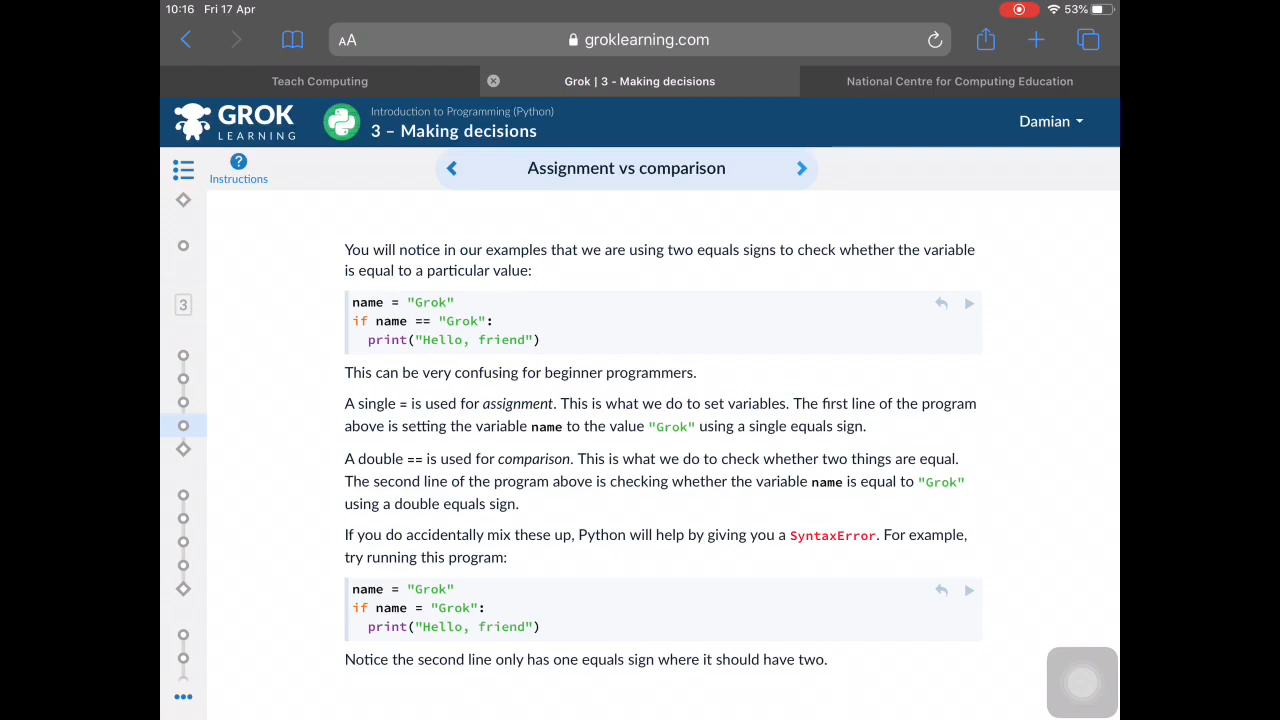 10:16 Fri 17 Apr
53%
AA
groklearning.com
Teach Computing
Grok | 3 - Making decisions
National Centre for Computing Education
GROK
LEARNING
Introduction to Programming (Python)
3 – Making decisions
Damian
?
Instructions
Assignment vs comparison
3
You will notice in our examples that we are using two equals signs to check whether the variable
is equal to a particular value:
name = "Grok"
if name == "Grok":
print("Hello, friend")
This can be very confusing for beginner programmers.
A single = is used for assignment. This is what we do to set variables. The first line of the program
above is setting the variable name to the value "Grok" using a single equals sign.
A double == is used for comparison. This is what we do to check whether two things are equal.
The second line of the program above is checking whether the variable name is equal to "Grok"
using a double equals sign.
If you do accidentally mix these up, Python will help by giving you a SyntaxError. For example,
try running this program:
name = "Grok"
if name = "Grok":
print("Hello, friend")
Notice the second line only has one equals sign where it should have two.